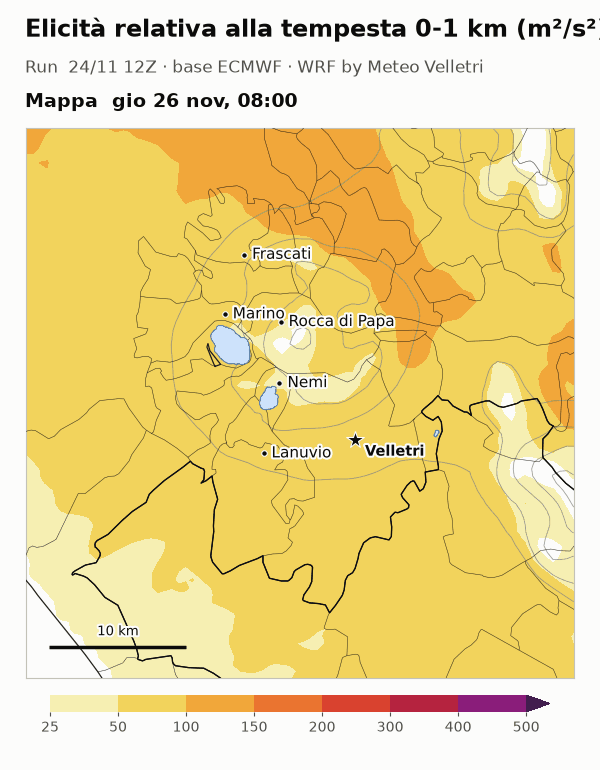 Elicità relativa alla tempesta 0-1 km (m²/s²)
Run 24/11 12Z · base ECMWF · WRF by Meteo Velletri
Mappa gio 26 nov, 08:00
Frascati
Marino
Rocca di Papa
Nemi
Velletri
Lanuvio
10 km
25 50 100 150 200 300 400 500